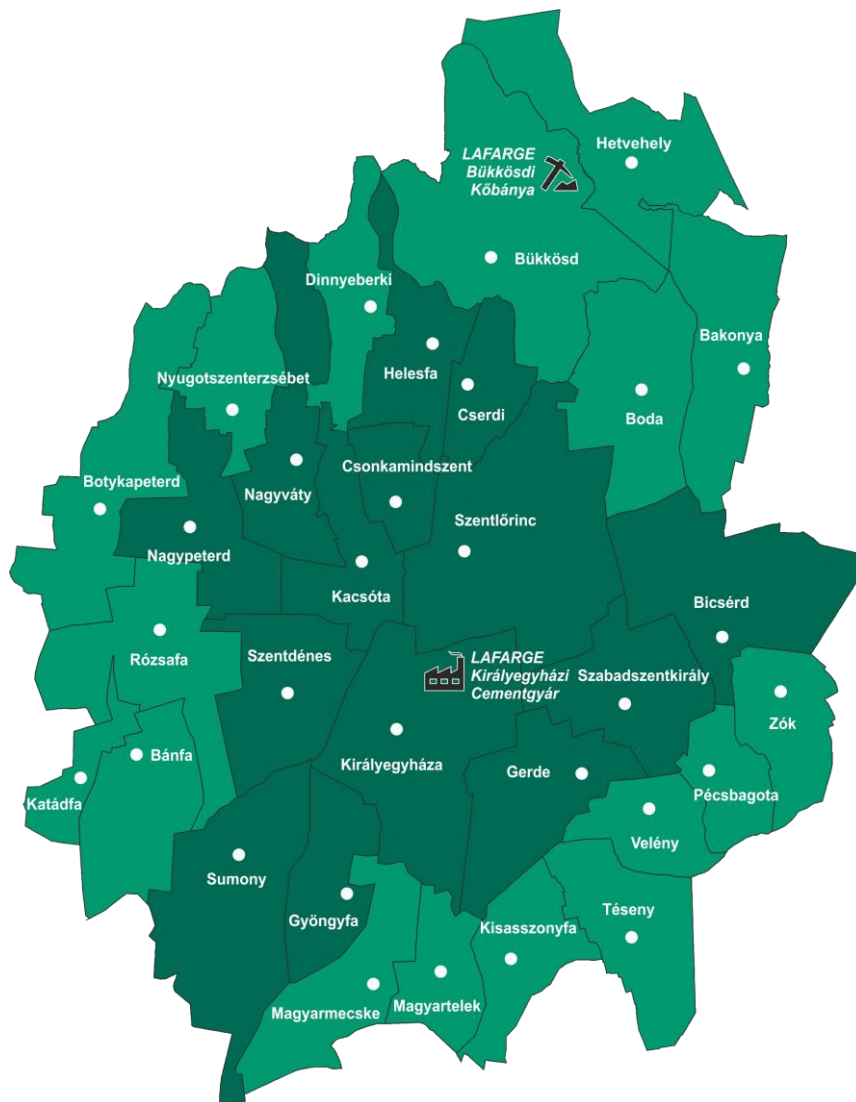 Hetvehely
LAFARGE
Bükkösdi
Kőbánya
Bükkösd
Dinnyeberki
Bakonya
Helesfa
Nyugotszenterzsébet
Cserdi
Boda
Csonkamindszent
Botykapeterd
Nagyváty
Szentlőrinc
Nagypeterd
Kacsóta
Bicsérd
Rózsafa
Szentdénes
LAFARGE
Királyegyházi
Cementgyár
Szabadszentkirály
Zók
Bánfa
Királyegyháza
Gerde
Katádfa
Pécsbagota
Velény
Sumony
Gyöngyfa
Kisasszonyfa
Téseny
Magyarmecske
Magyartelek